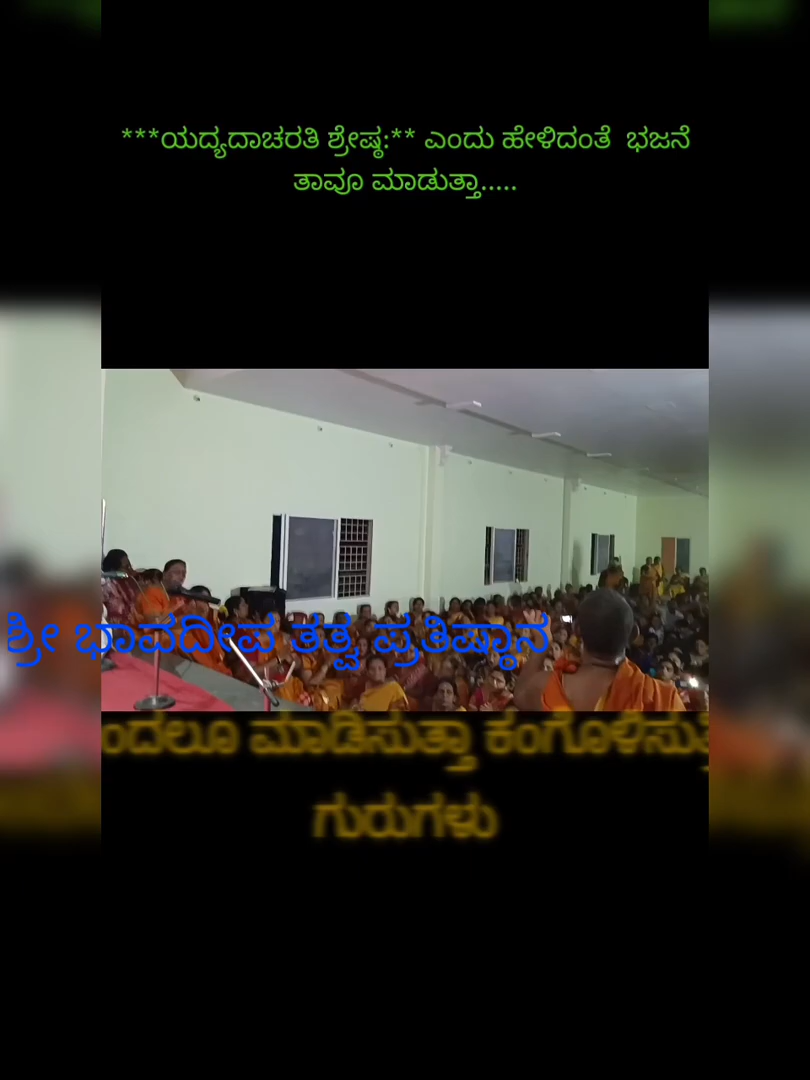 ***ಯದ್ಯದಾಚರತಿ ಶ್ರೇಷ್ಠ:** ಎಂದು ಹೇಳಿದಂತೆ ಭಜನೆ
ತಾವೂ ಮಾಡುತ್ತಾ.....
ಶ್ರೀ ಭಾವದೀಪ ತತ್ವ ಪ್ರತಿಷ್ಠಾನ
ಮಾಡಿಸುತ್ತಾ
ಗುರುಗಳು